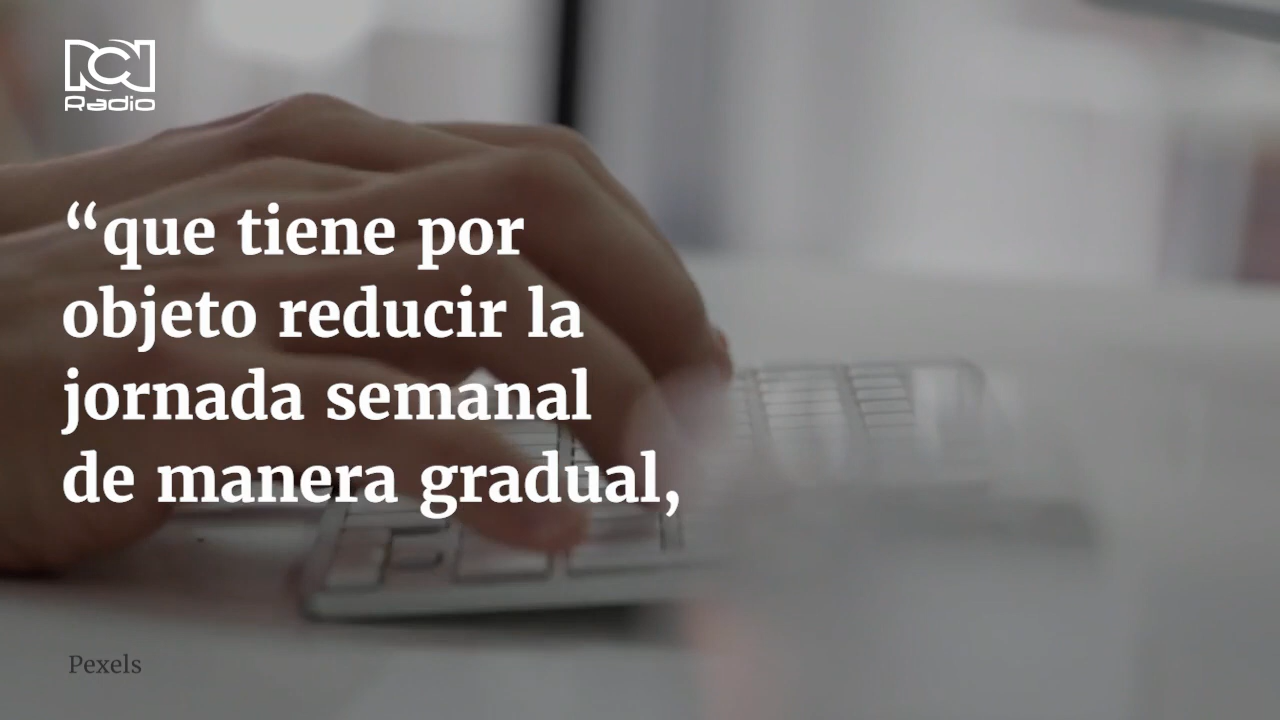 RCN
Radio
“que tiene por
objeto reducir la
jornada semanal
de manera gradual,
Pexels